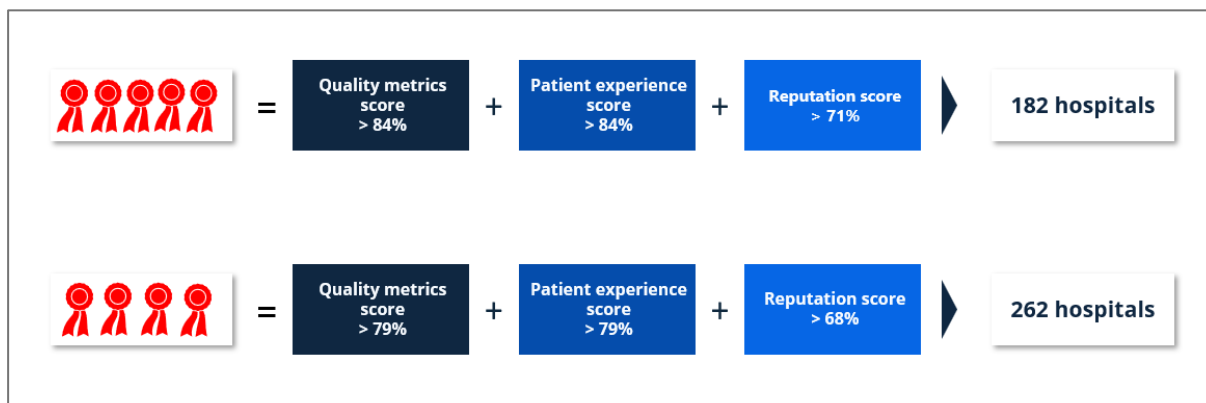 =
Quality metrics
score
> 84%
+
Patient experience
score
> 84%
+
Reputation score
> 71%
182 hospitals
=
Quality metrics
score
> 79%
+
Patient experience
score
> 79%
+
Reputation score
> 68%
262 hospitals